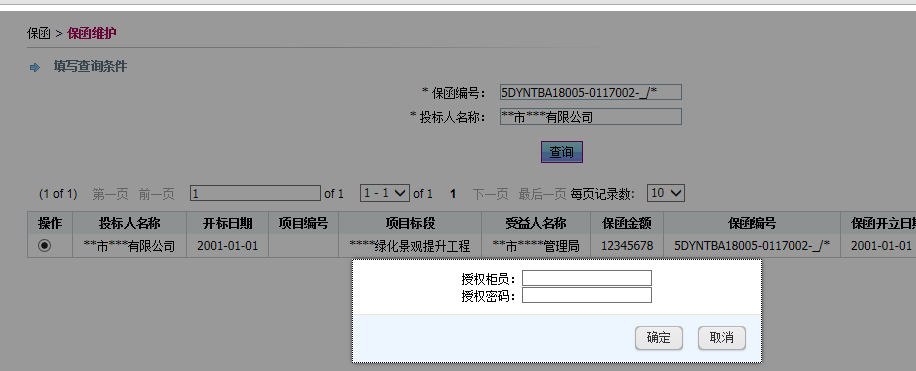 保函 > 保函维护
填写查询条件
* 保函编号： 5DYNTBA18005-0117002-_/*
* 投标人名称： **市***有限公司
查询
(1 of 1) 第一页 前一页 1 of 1 1 - 1 of 1 1 下一页 最后一页 每页记录数： 10
操作 投标人名称 开标日期 项目编号 项目标段 受益人名称 保函金额 保函编号 保函开立日
**市***有限公司 2001-01-01 ****绿化景观提升工程 **市****管理局 12345678 5DYNTBA18005-0117002-_/* 2001-01-01
授权柜员：
授权密码：
确定 取消